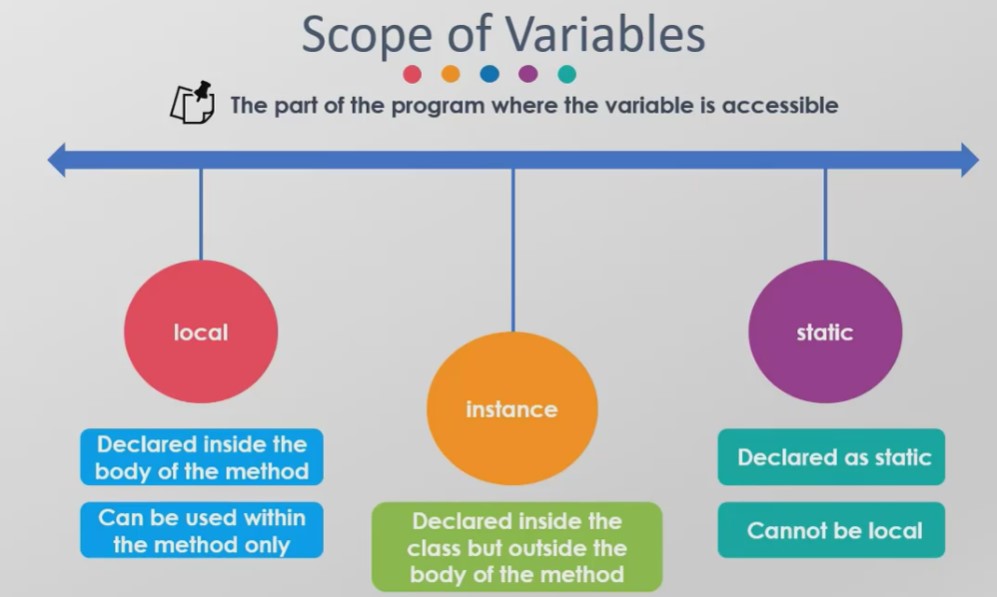 Scope of Variables
The part of the program where the variable is accessible
local
Declared inside the
body of the method
Can be used within
the method only
instance
Declared inside the
class but outside the
body of the method
static
Declared as static
Cannot be local